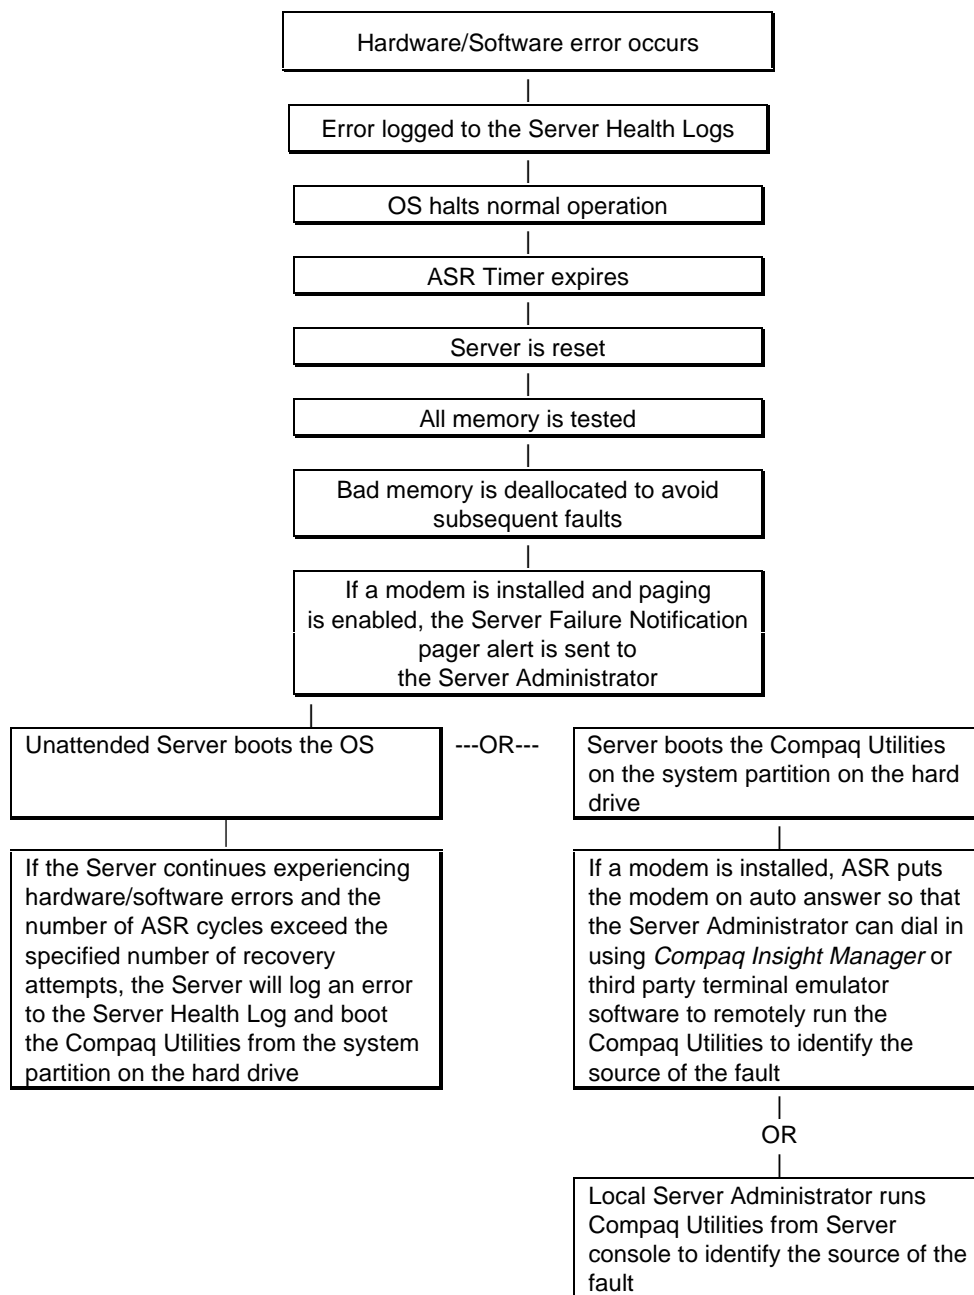 Hardware/Software error occurs
Error logged to the Server Health Logs
OS halts normal operation
ASR Timer expires
Server is reset
All memory is tested
Bad memory is deallocated to avoid
subsequent faults
If a modem is installed and paging
is enabled, the Server Failure Notification
pager alert is sent to
the Server Administrator
Unattended Server boots the OS
---OR---
Server boots the Compaq Utilities
on the system partition on the hard
drive
If the Server continues experiencing
hardware/software errors and the
number of ASR cycles exceed the
specified number of recovery
attempts, the Server will log an error
to the Server Health Log and boot
the Compaq Utilities from the system
partition on the hard drive
If a modem is installed, ASR puts
the modem on auto answer so that
the Server Administrator can dial in
using Compaq Insight Manager or
third party terminal emulator
software to remotely run the
Compaq Utilities to identify the
source of the fault
OR
Local Server Administrator runs
Compaq Utilities from Server
console to identify the source of the
fault